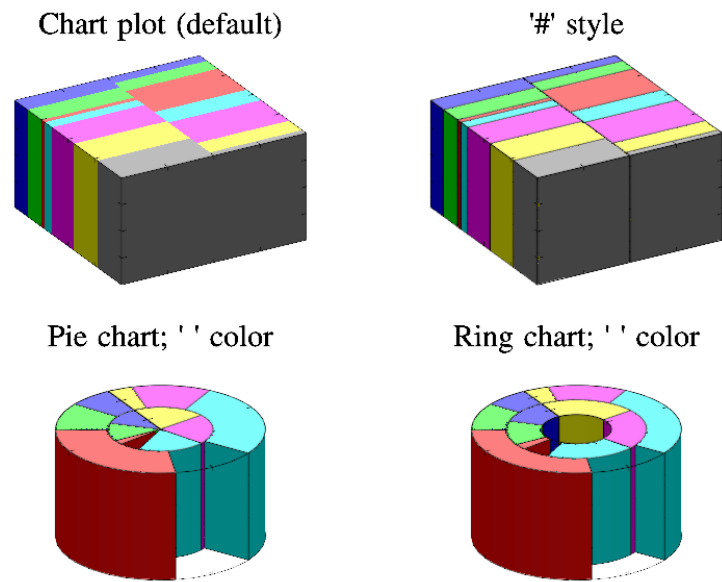 Chart plot (default)
'#' style
Pie chart; ' ' color
Ring chart; ' ' color